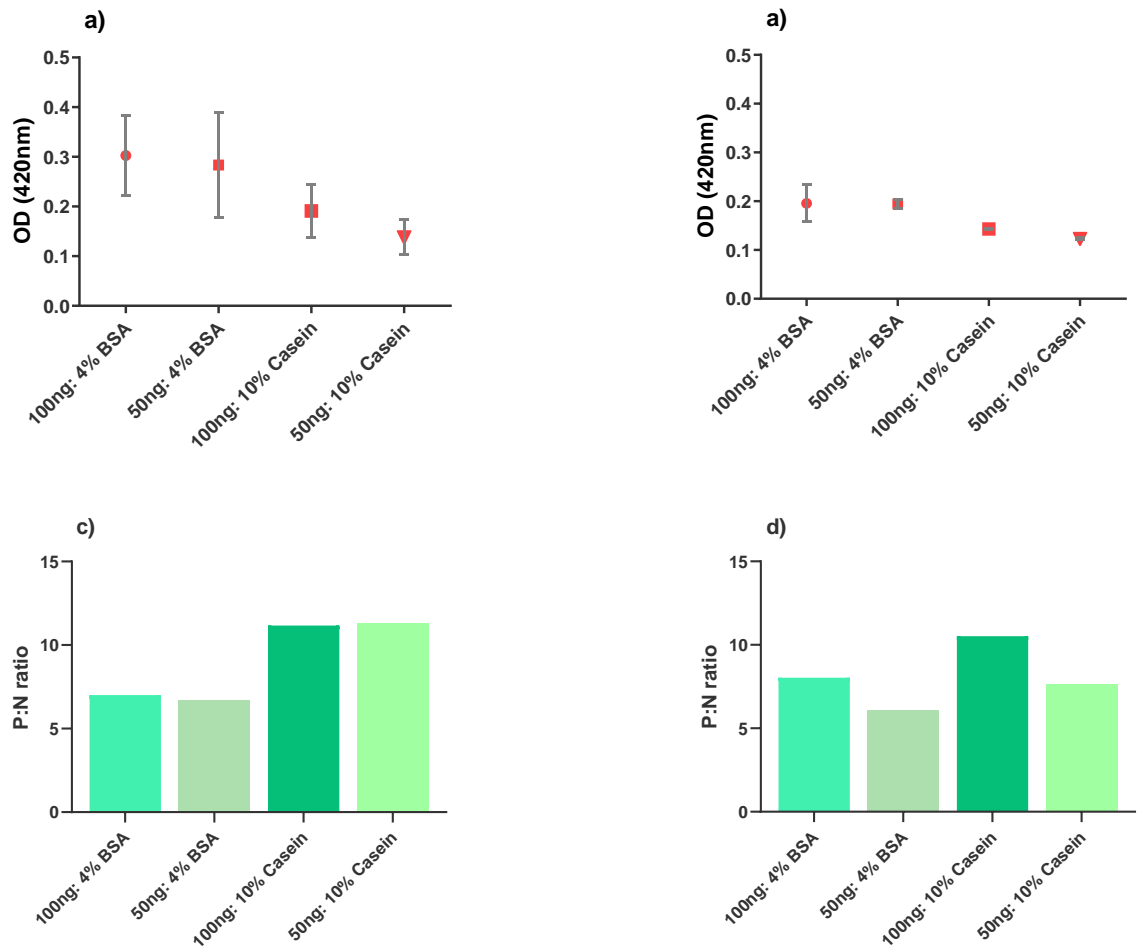 a)
OD (420nm)
0.5
0.4
0.3
0.2
0.1
0.0
100ng: 4% BSA
50ng: 4% BSA
100ng: 10% Casein
50ng: 10% Casein
a)
OD (420nm)
0.5
0.4
0.3
0.2
0.1
0.0
100ng: 4% BSA
50ng: 4% BSA
100ng: 10% Casein
50ng: 10% Casein
c)
P:N ratio
15
10
5
0
100ng: 4% BSA
50ng: 4% BSA
100ng: 10% Casein
50ng: 10% Casein
d)
P:N ratio
15
10
5
0
100ng: 4% BSA
50ng: 4% BSA
100ng: 10% Casein
50ng: 10% Casein